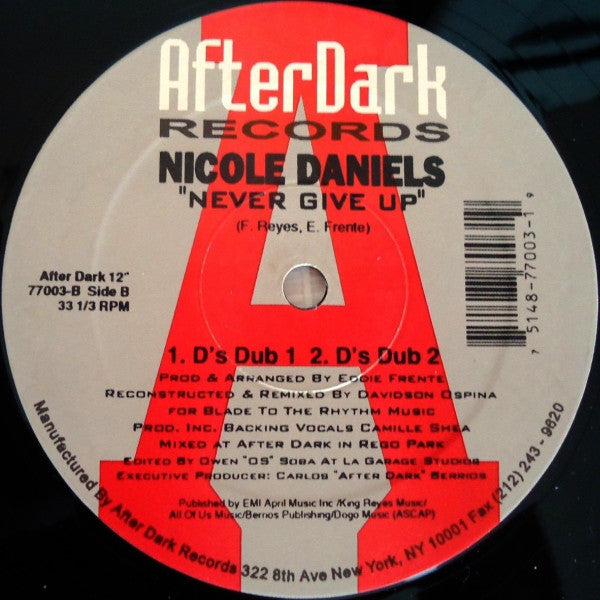 AfterDark
RECORDS
NICOLE DANIELS
"NEVER GIVE UP"
(F. Reyes, E. Frente)
After Dark 12"
77003-B Side B
33 1/3 RPM
7 5148-77003-1 9
1. D's Dub 1 2. D's Dub 2
Prod & Arranged By Eddie Frente
Reconstructed & Remixed By Davidson Ospina
for Blade To The Rhythm Music
Prod. Inc. Backing Vocals Camille Shea
Mixed at After Dark in Rego Park
Edited By Owen "OS" Soba At La Garage Studios
Executive Producer: Carlos "After Dark" Berrios
Published by EMI April Music Inc /King Reyes Music/
All Of Us Music/Berrios Publishing/Dogo Music (ASCAP)
Manufactured By After Dark Records 322 8th Ave New York, NY 10001 Fax (212) 243 - 9620